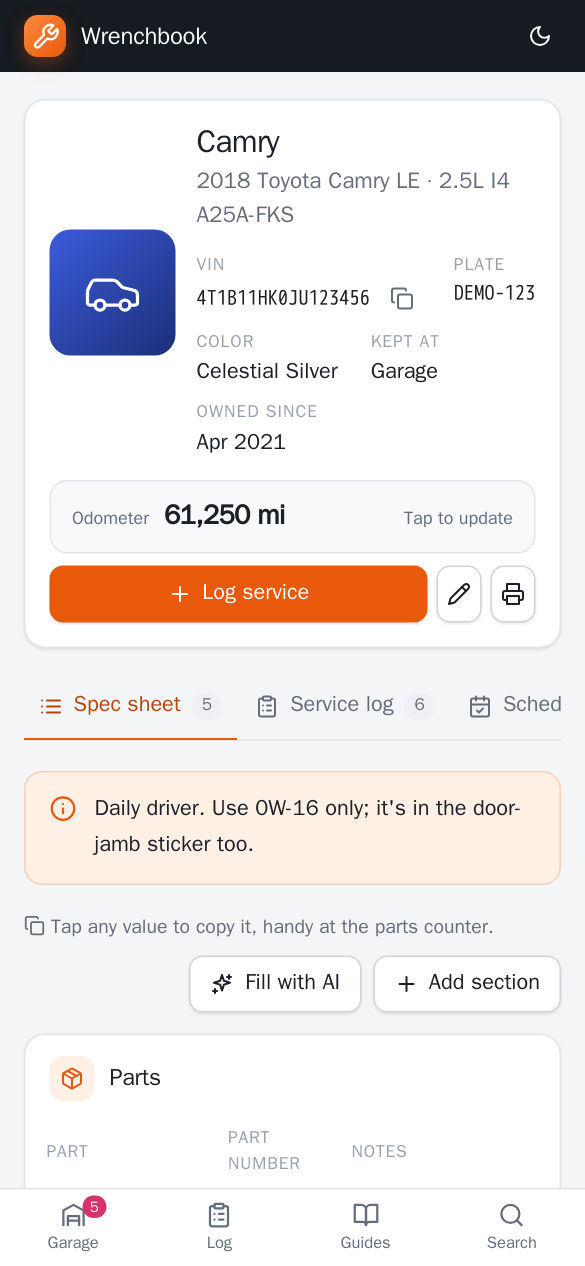 Wrenchbook
Camry
2018 Toyota Camry LE · 2.5L I4
A25A-FKS
VIN
PLATE
4T1B11HK0JU123456
DEMO-123
COLOR
KEPT AT
Celestial Silver
Garage
OWNED SINCE
Apr 2021
Odometer 61,250 mi
Tap to update
Log service
Spec sheet 5
Service log 6
Sched
Daily driver. Use 0W-16 only; it's in the door-
jamb sticker too.
Tap any value to copy it, handy at the parts counter.
Fill with AI
Add section
Parts
PART
PART
NUMBER
NOTES
5
Garage
Log
Guides
Search